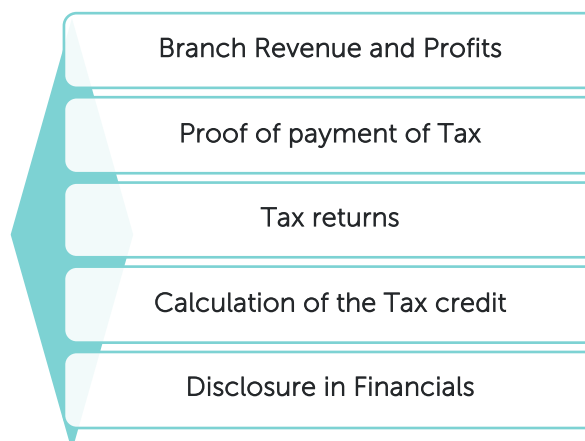 Branch Revenue and Profits
Proof of payment of Tax
Tax returns
Calculation of the Tax credit
Disclosure in Financials